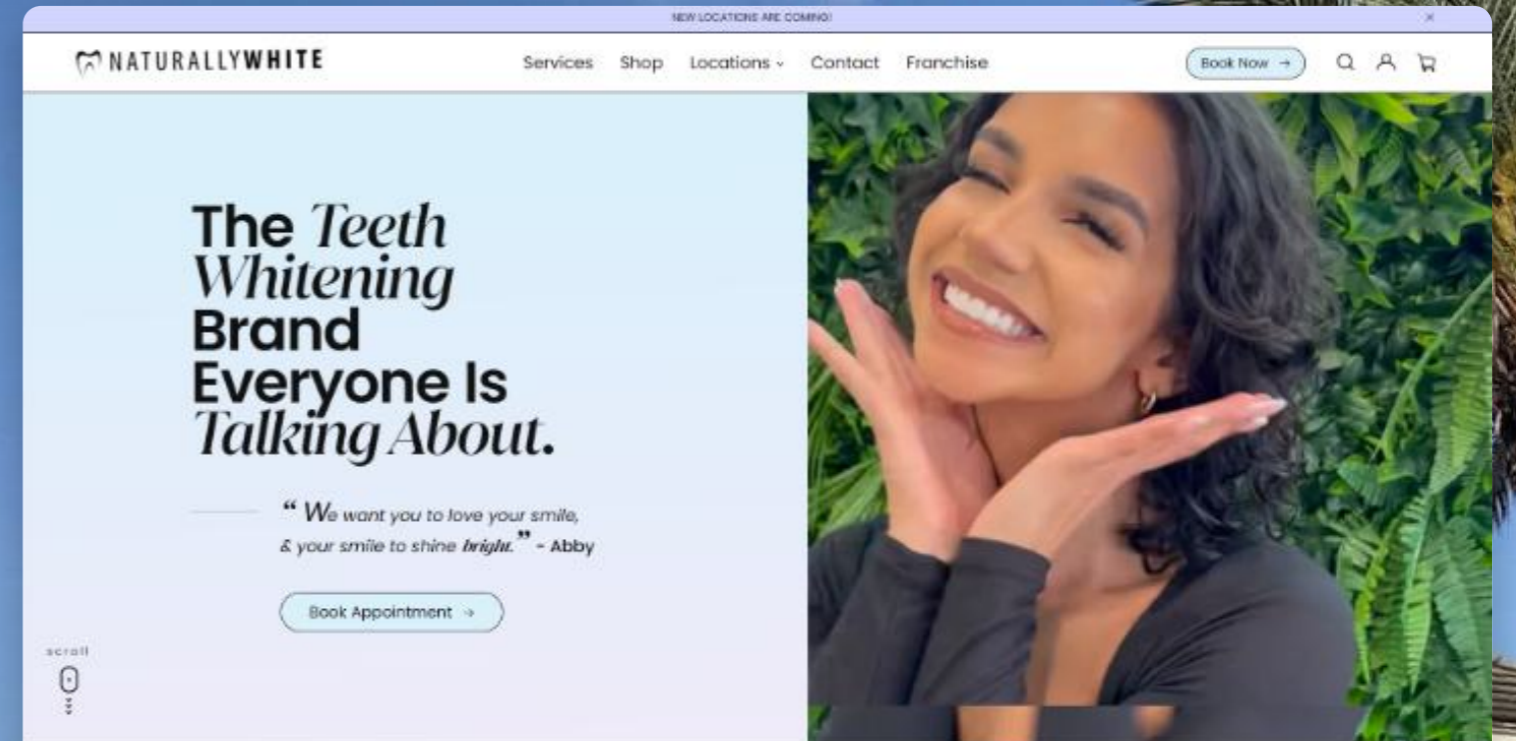 NEW LOCATIONS ARE COMING!
NATURALLYWHITE
Services Shop Locations Contact Franchise
Book Now →
The Teeth
Whitening
Brand
Everyone Is
Talking About.
“ We want you to love your smile,
& your smile to shine bright.” - Abby
Book Appointment →
scroll